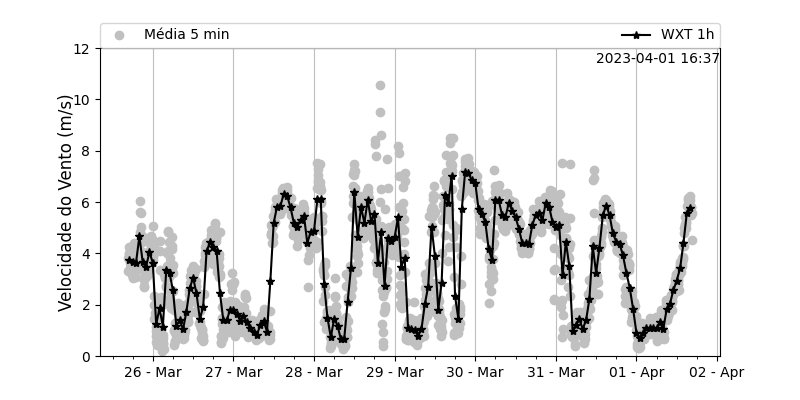 Média 5 min
WXT 1h
2023-04-01 16:37
Velocidade do Vento (m/s)
12
10
8
6
4
2
0
26 - Mar
27 - Mar
28 - Mar
29 - Mar
30 - Mar
31 - Mar
01 - Apr
02 - Apr